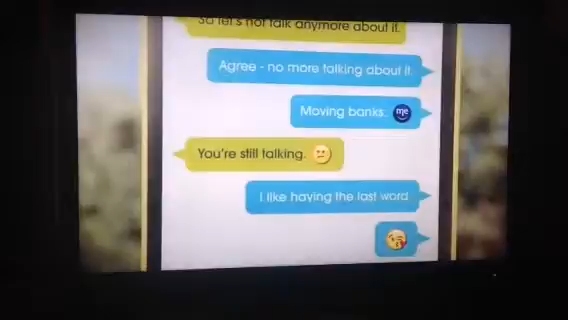 So let's not talk anymore about it.
Agree - no more talking about it.
Moving banks. me
You're still talking.
I like having the last word